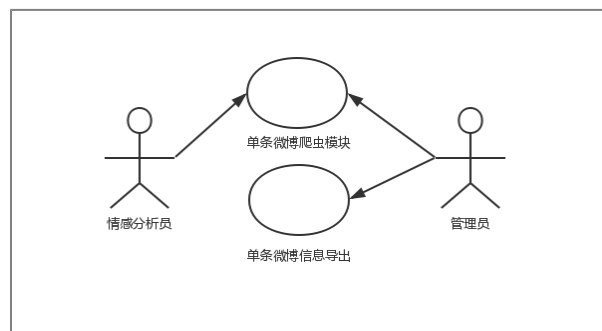 单条微博爬虫模块
情感分析员
管理员
单条微博信息导出